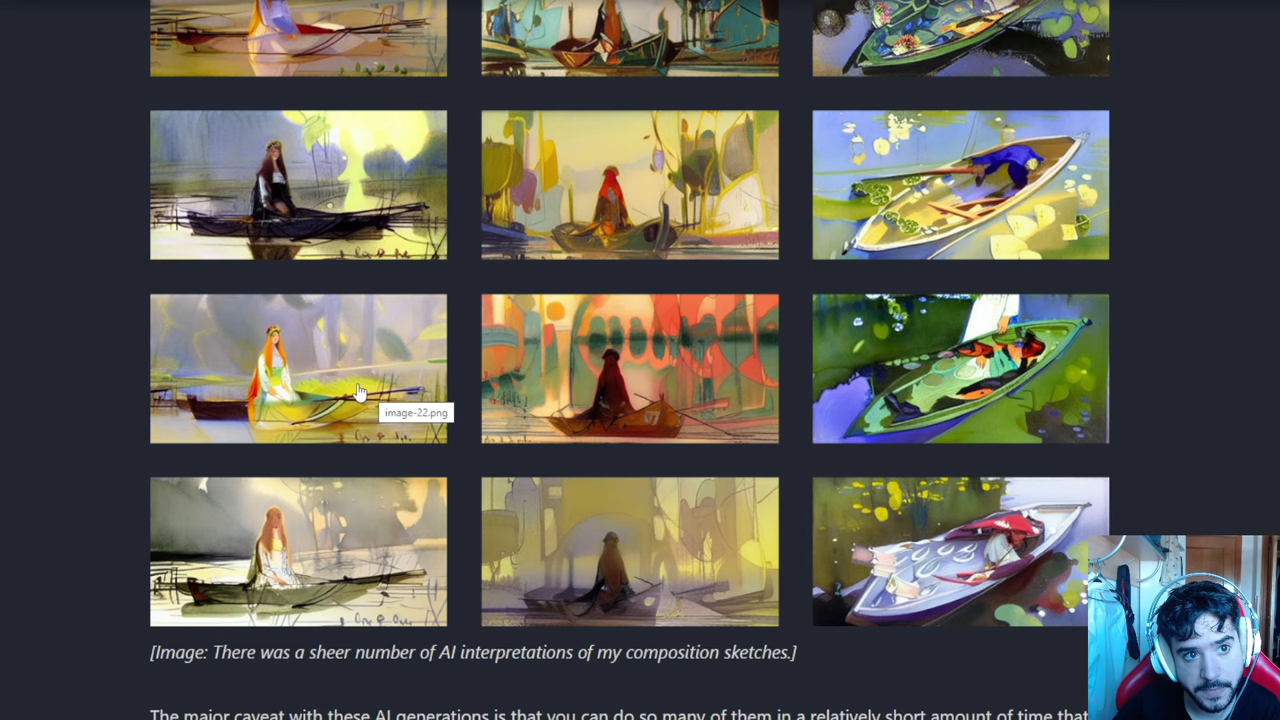 image-22.png
[Image: There was a sheer number of AI interpretations of my composition sketches.]
The major caveat with these AI generations is that you can do so many of them in a relatively short amount of time that